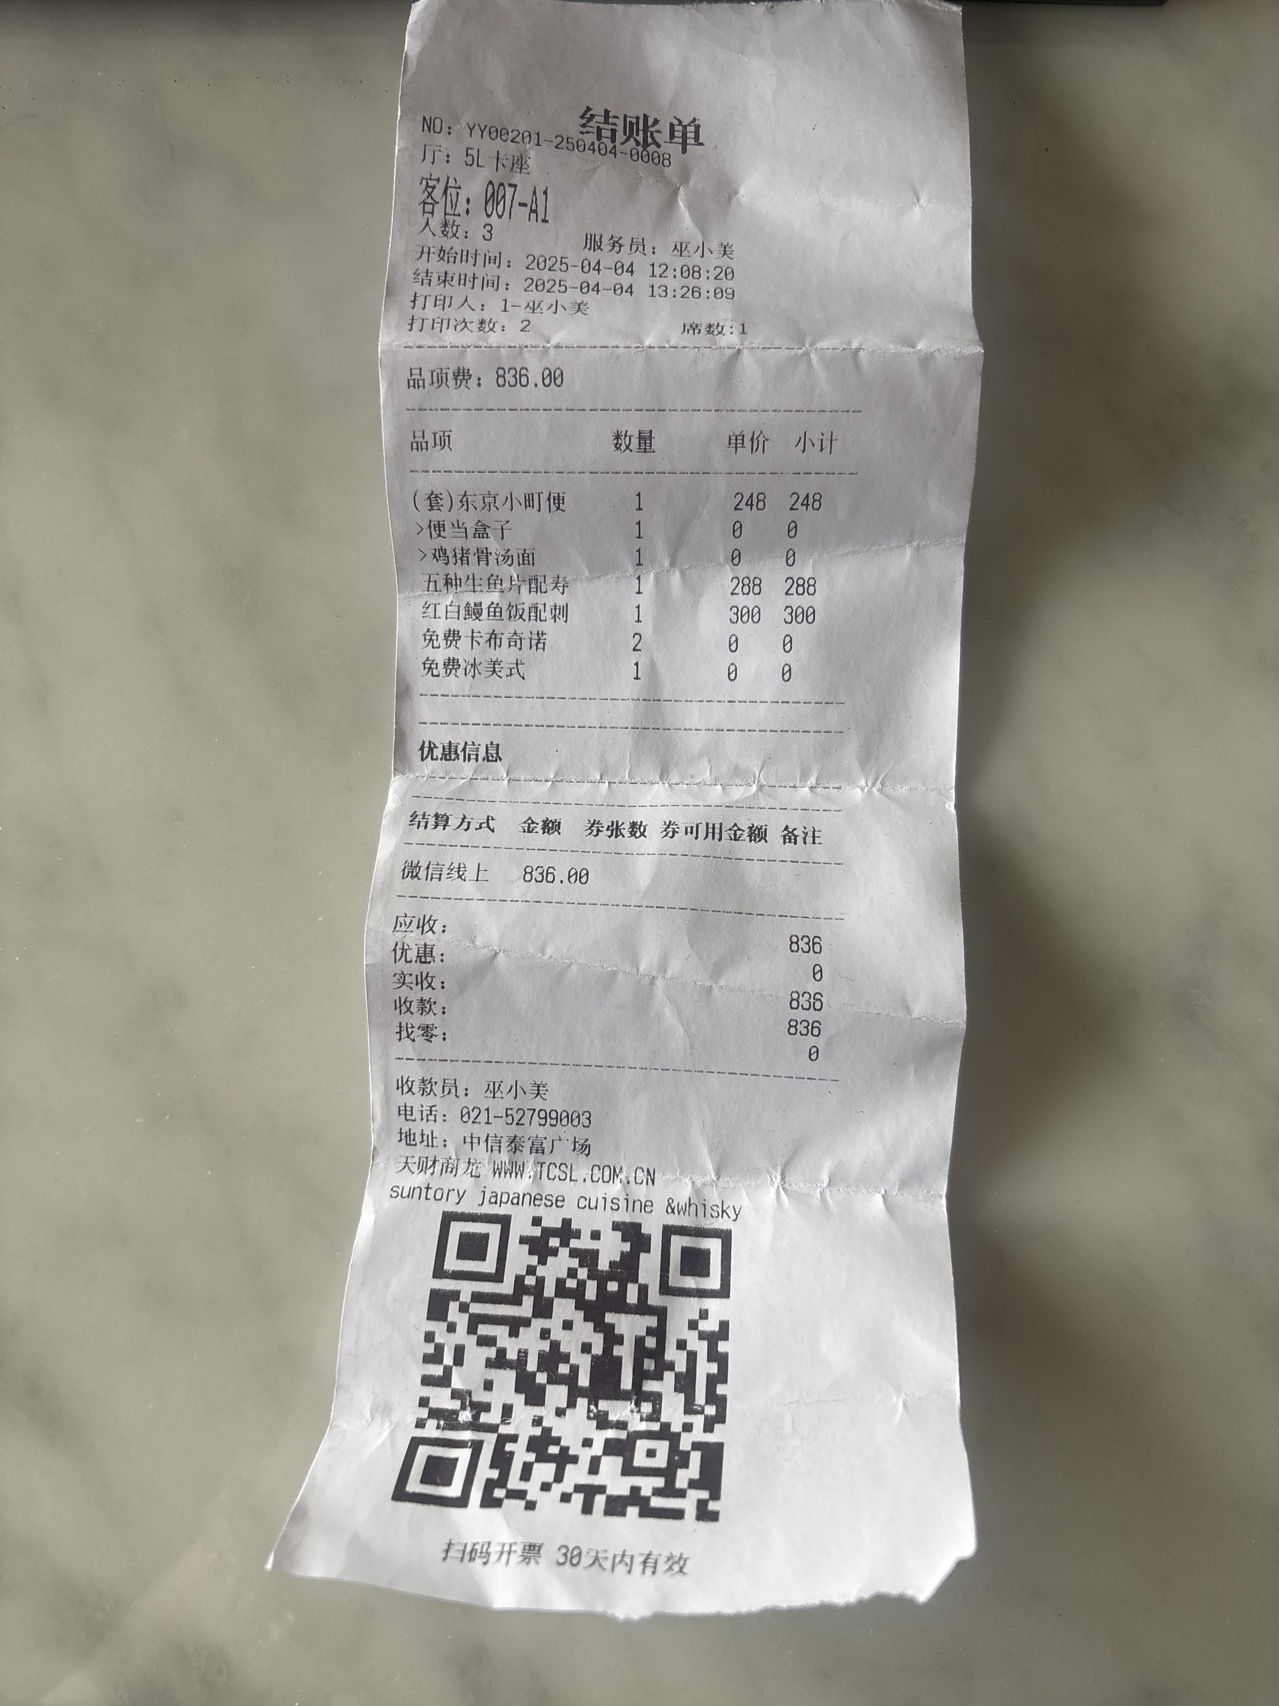 结账单
NO: YY00201-250404-0008
厅: 5L卡座
客位: 007-A1
人数: 3 服务员: 巫小美
开始时间: 2025-04-04 12:08:20
结束时间: 2025-04-04 13:26:09
打印人: 1-巫小美
打印次数: 2 席数:1
品项费: 836.00
品项 数量 单价 小计
(套)东京小町便 1 248 248
>便当盒子 1 0 0
>鸡猪骨汤面 1 0 0
五种生鱼片配寿 1 288 288
红白鳗鱼饭配刺 1 300 300
免费卡布奇诺 2 0 0
免费冰美式 1 0 0
优惠信息
结算方式 金额 券张数 券可用金额 备注
微信线上 836.00
应收: 836
优惠: 0
实收: 836
收款: 836
找零: 0
收款员: 巫小美
电话: 021-52799003
地址: 中信泰富广场
天财商龙 WWW.TCSL.COM.CN
suntory japanese cuisine &whisky
扫码开票 30天内有效